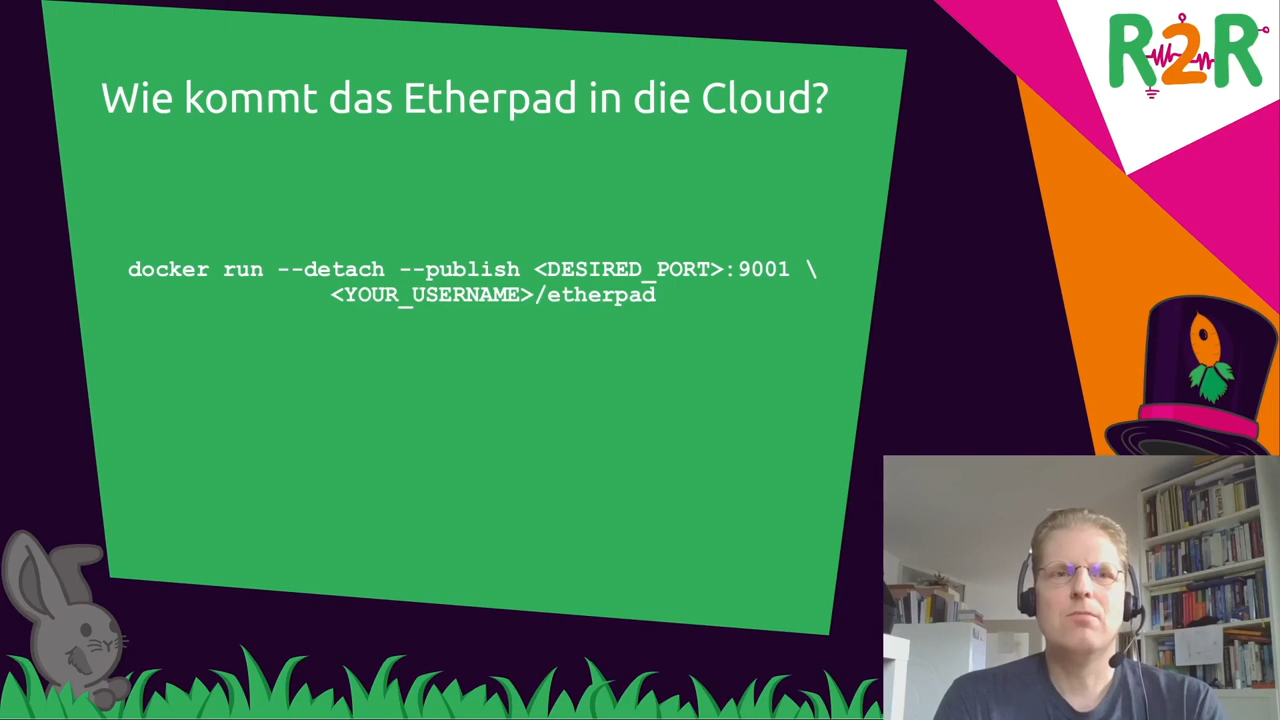 Wie kommt das Etherpad in die Cloud?
R2R
docker run --detach --publish <DESIRED_PORT>:9001 \
<YOUR_USERNAME>/etherpad